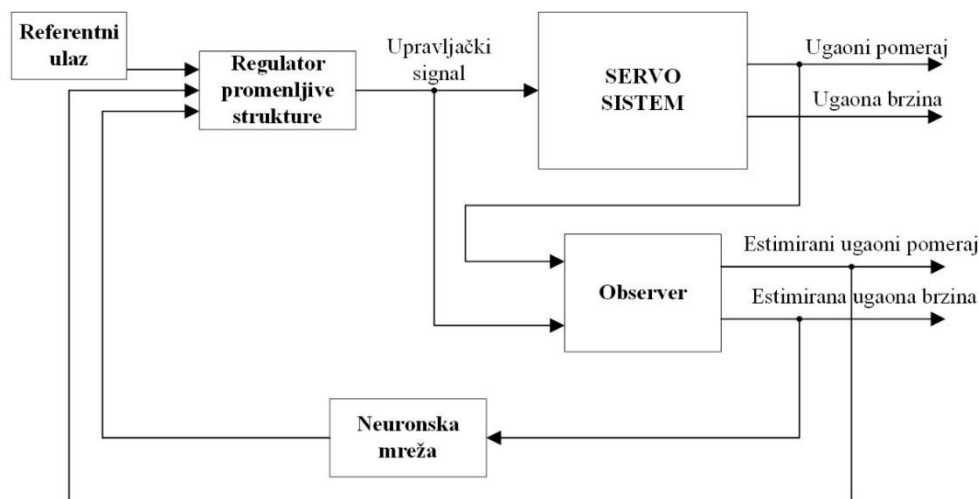 Referentni
ulaz
Regulator
promenljive
strukture
Upravljački
signal
SERVO
SISTEM
Ugaoni pomeraj
Ugaona brzina
Observer
Estimirani ugaoni pomeraj
Estimirana ugaona brzina
Neuronska
mreža